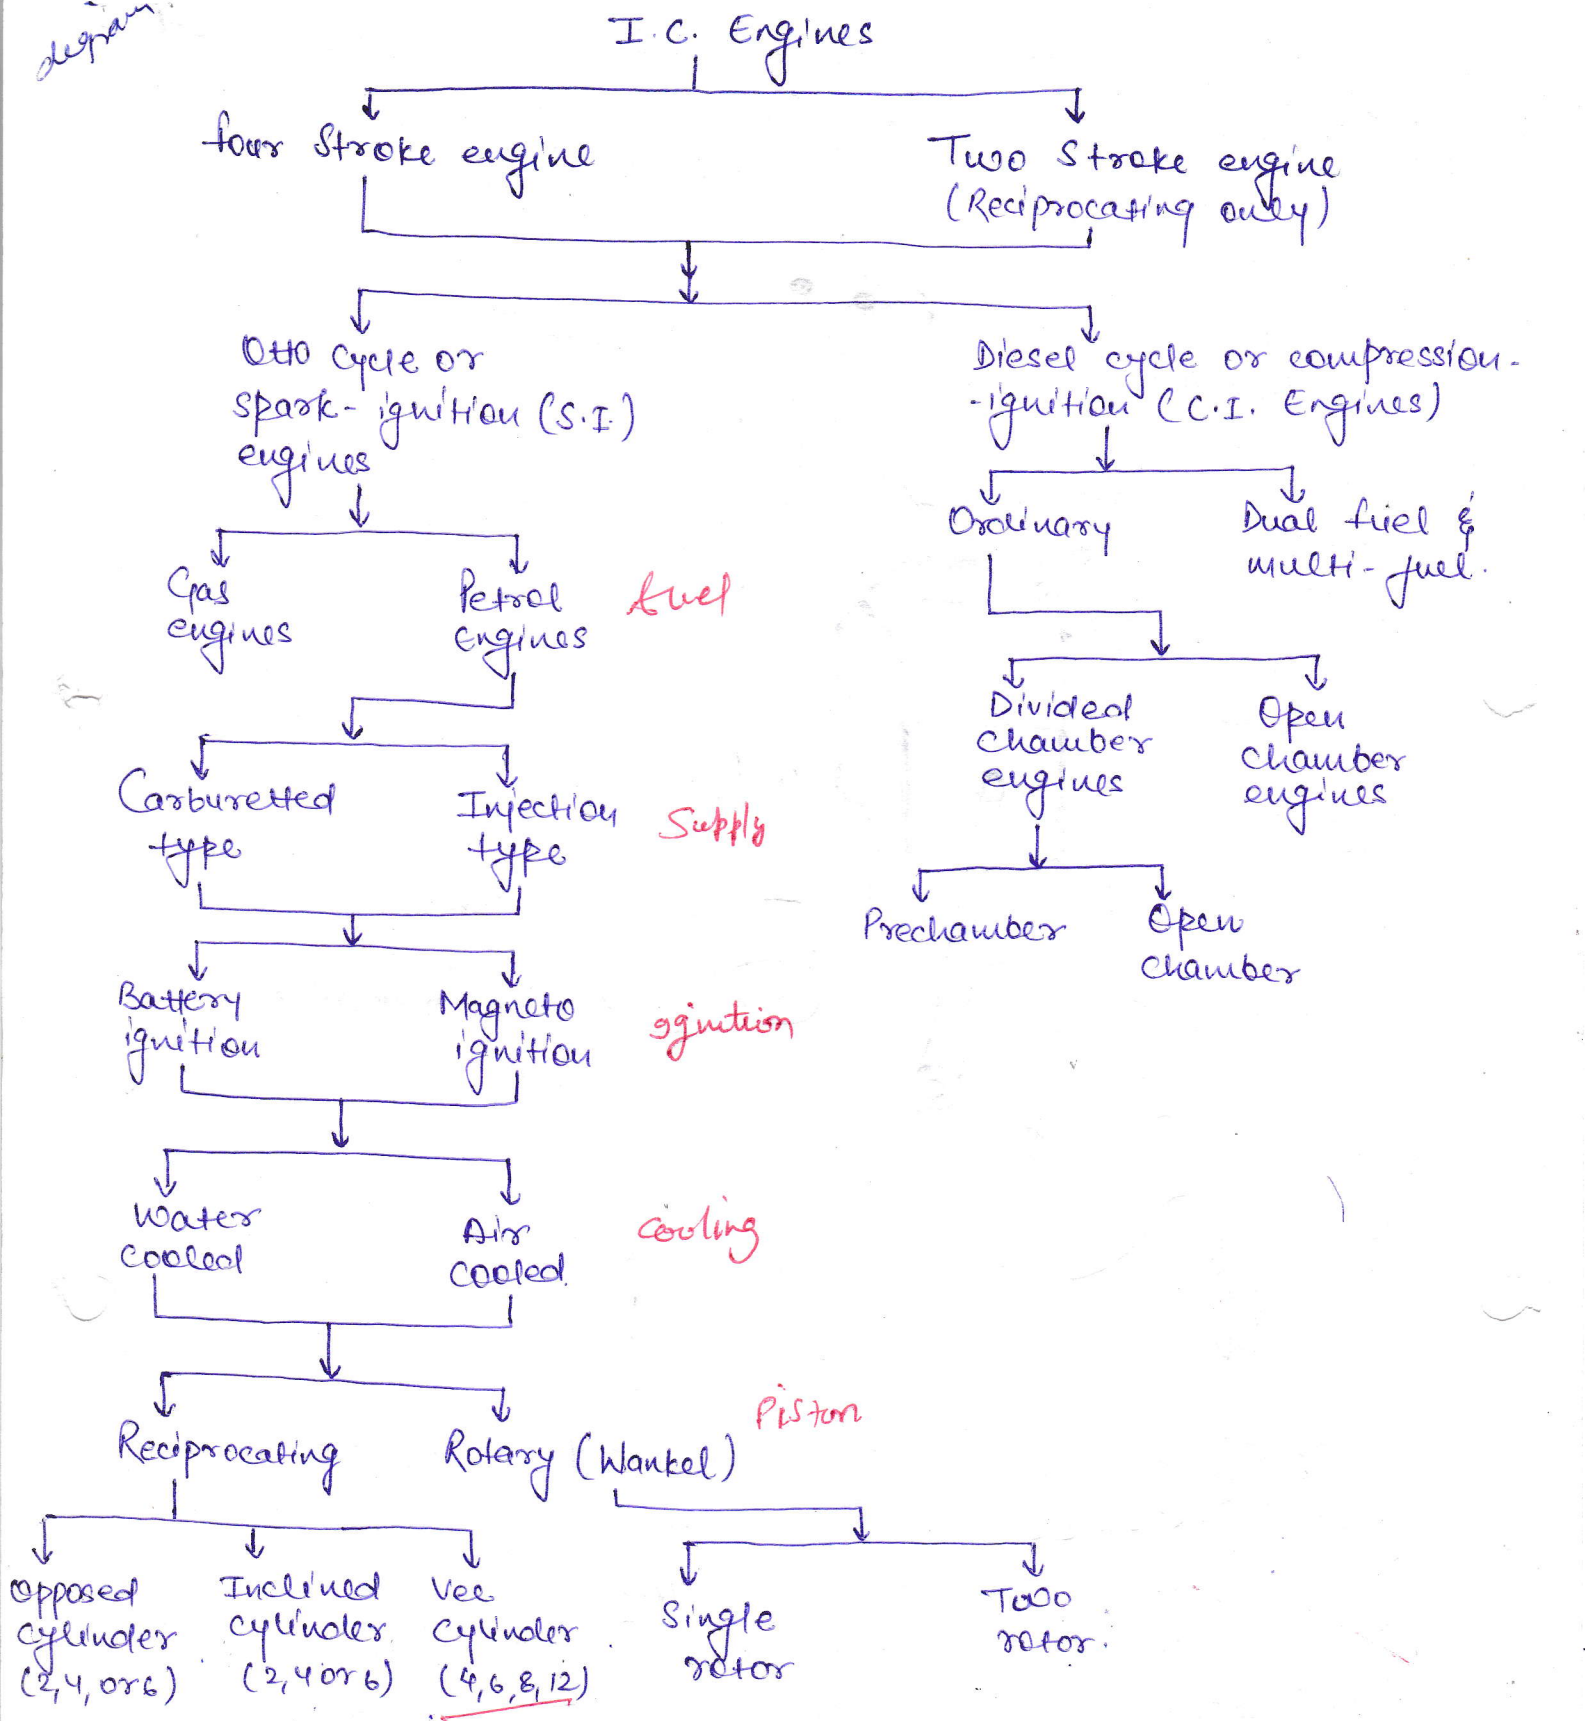 diagram
I.C. Engines
four Stroke engine
Two Stroke engine
(Reciprocating only)
Otto cycle or
spark-ignition (S.I.)
engines
Diesel cycle or compression-
-ignition (C.I. Engines)
Ordinary
Dual fuel &
multi-fuel.
Gas
engines
Petrol
Engines
fuel
Divided
chamber
engines
Open
chamber
engines
Carburetted
type
Injection
type
Supply
Prechamber
Open
chamber
Battery
ignition
Magneto
ignition
Ignition
Water
cooled
Air
cooled.
cooling
Reciprocating
Rotary (Wankel)
Piston
Opposed
cylinder
(2,4, or 6)
Inclined
cylinder
(2,4 or 6)
Vee
cylinder
(4,6,8,12)
Single
rotor
Two
rotor.